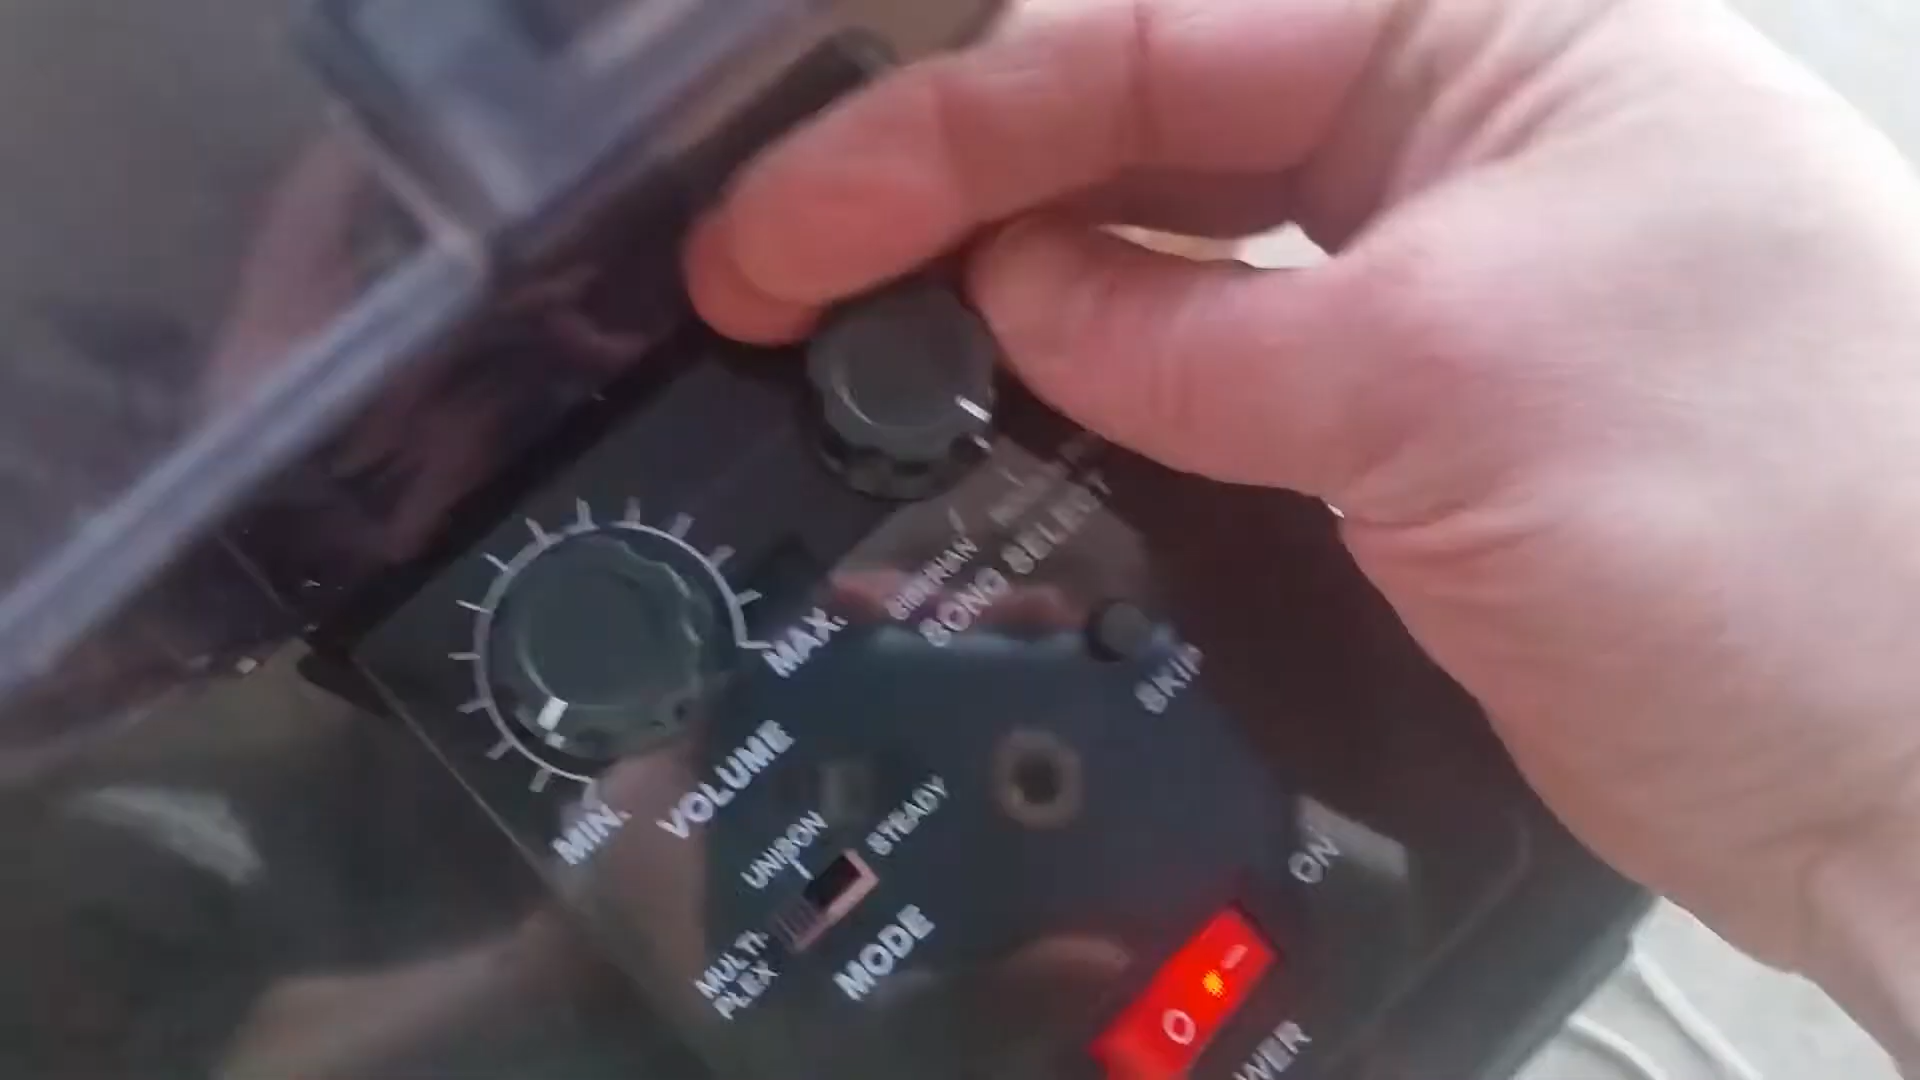 SONG SELECT
MAX.
SKIP
MIN.
VOLUME
UNISON
STEADY
MULTI-
PLEX
MODE
ON
O
WER